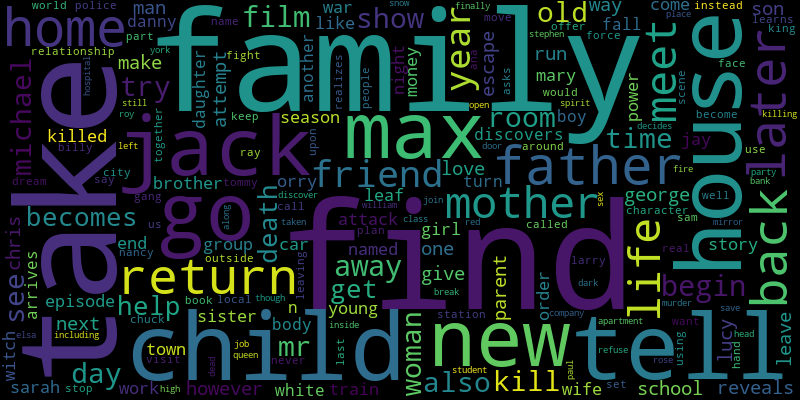 world police
danny
part
man
war
like
film
show
way
old
come
place
instead
son
learns
king
home
family
relationship
name
york
fight
offer
stephen
force
snow
finally
move
fall
run
mary
would
spirit
scene
face
make
try
daughter
attempt
another
realizes
people
night
money
escape
asks
and
year
meet
house
later
power
become
killing
hospital
still
roy
left
together
michael
take
killed
billy
city
say
dream
jack
keep
ray
brother
tommy
gang
season
upon
max
room
discovers
open
door
around
boy
decides
time
jay
use
party
bank
friend
love
turn
father
fire
well
mirror
orry
leaf
discover
call
william
join
class
plan
mother
george
character
sex
sam
real
story
becomes
go
death
attack
girl
called
red
chris
see
end
us
nancy
group
car
along
taken
named
one
find
life
back
arrives
return
outside
leaving
away
give
larry
dark
parent
order
begin
murder
save
episode
next
help
book
local
though
n
young
get
break
woman
station
company
apartment
want
head
hand
lucy
witch
elsa
including
chuck
sister
body
inside
child
new
tell
leave
using
town
job
queen
mr
last
visit
dead
never
student
paul
refuse
rose
sarah
day
stop
work
high
however
white
train
also
kill
wife
set
school
reveals